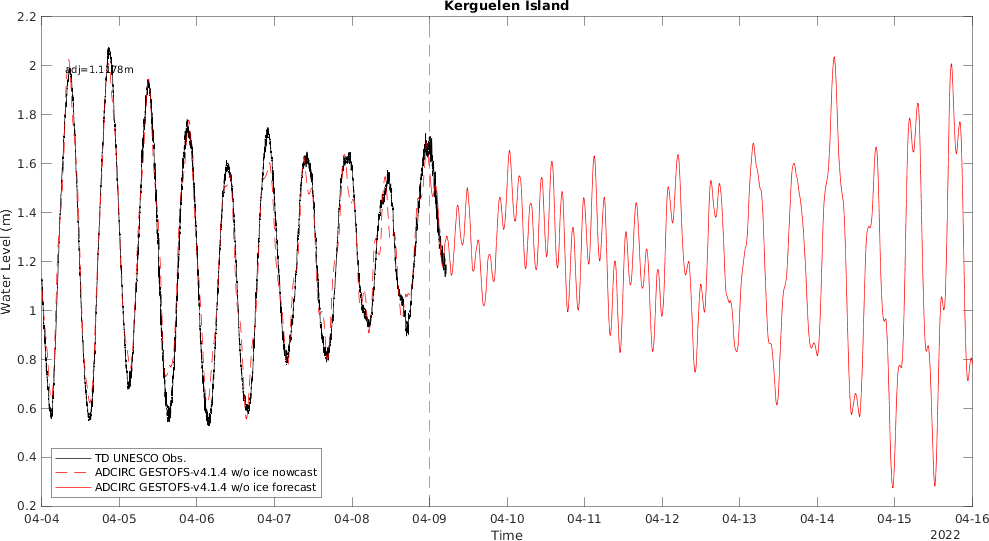 Kerguelen Island
2.2
2
1.8
1.6
1.4
1.2
1
0.8
0.6
0.4
0.2
Water Level (m)
adj=1.1178m
TD UNESCO Obs.
ADCIRC GESTOFS-v4.1.4 w/o ice nowcast
ADCIRC GESTOFS-v4.1.4 w/o ice forecast
04-04 04-05 04-06 04-07 04-08 04-09 04-10 04-11 04-12 04-13 04-14 04-15 04-16
Time
2022